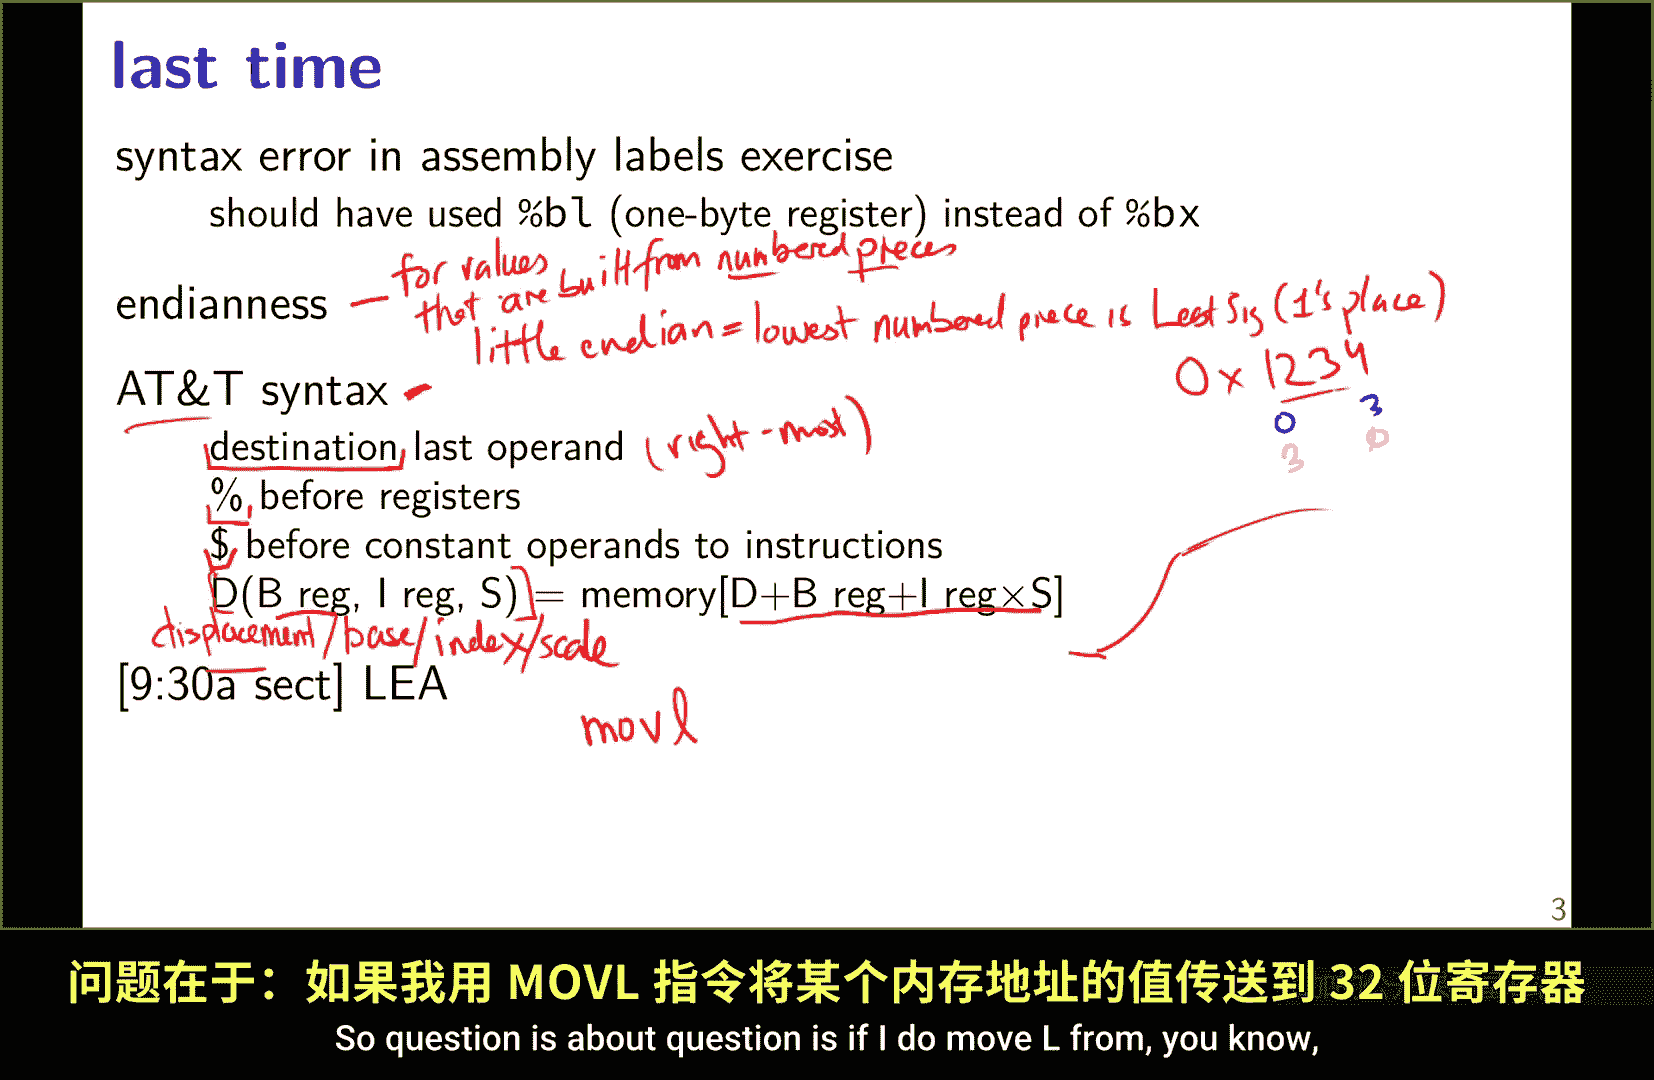 last time
syntax error in assembly labels exercise
should have used %bl (one-byte register) instead of %bx
for values
that are built from numbered pieces
endianness —
little endian = lowest numbered piece is Least Sig (1's place)
0x1234
AT&T syntax -
0 3
3 0
destination last operand (right-most)
% before registers
$ before constant operands to instructions
D(B reg, I reg, S) = memory[D+B reg+I reg×S]
displacement/base/index/scale
[9:30a sect] LEA
movl
3
问题在于：如果我用 MOVL 指令将某个内存地址的值传送到 32 位寄存器
So question is about question is if I do move L from, you know,